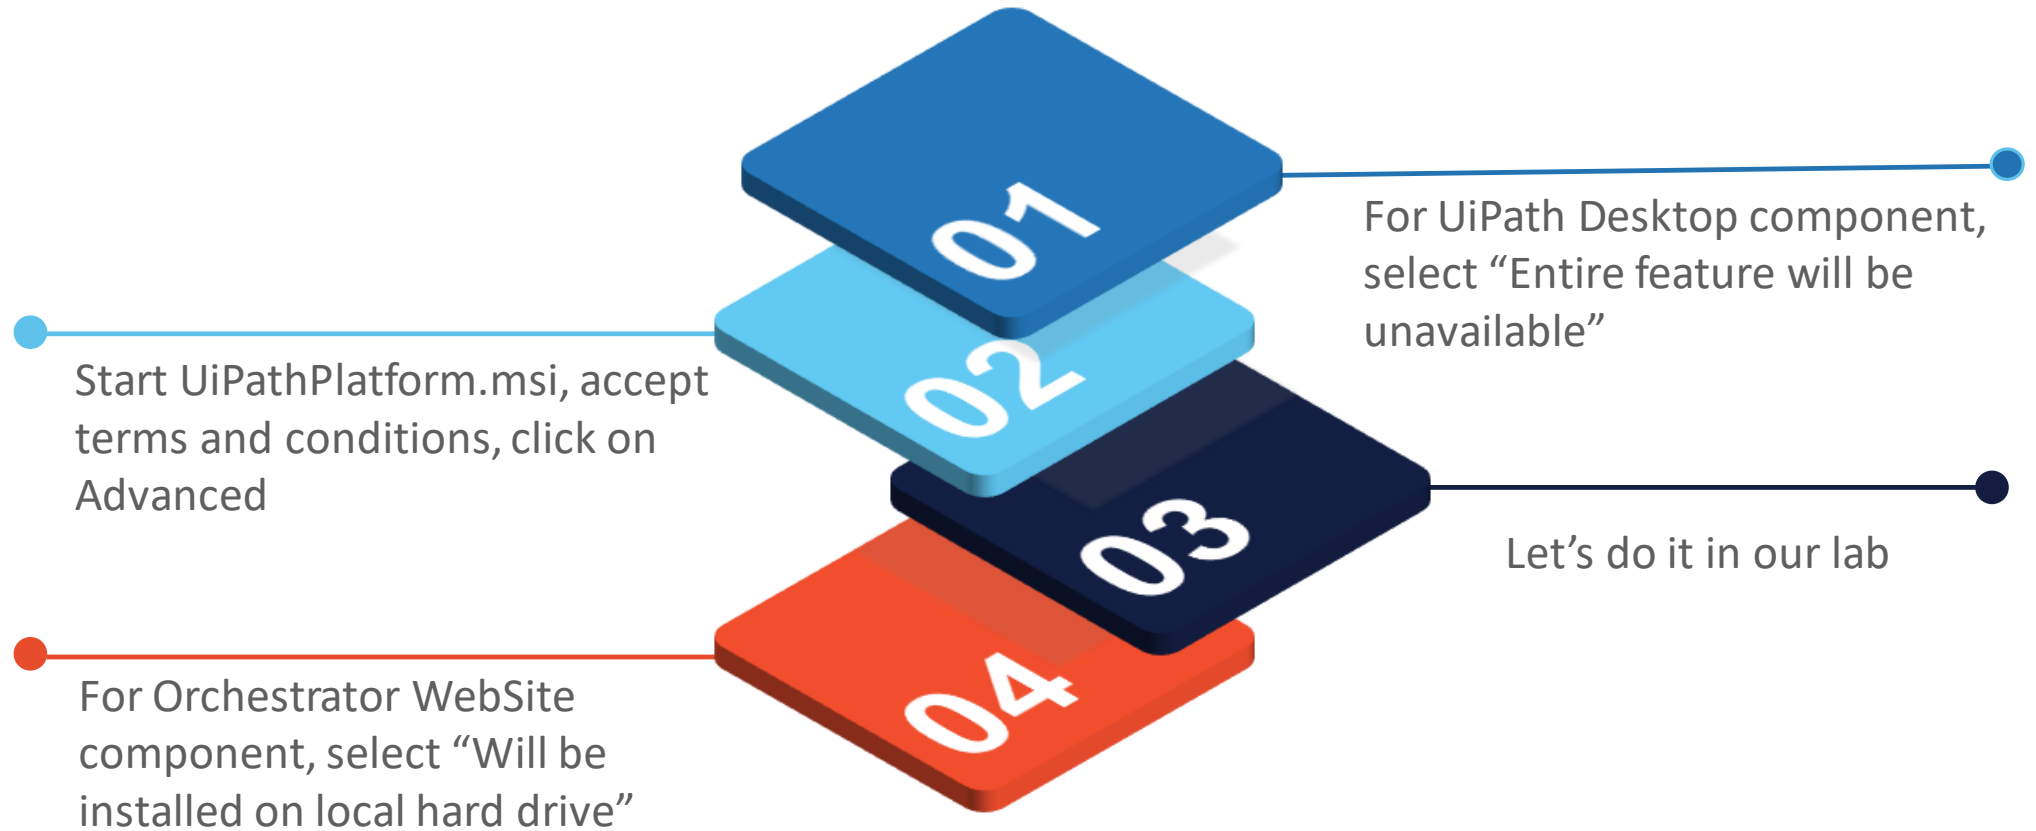 01
For UiPath Desktop component,
select “Entire feature will be
unavailable”
02
Start UiPathPlatform.msi, accept
terms and conditions, click on
Advanced
03
Let’s do it in our lab
04
For Orchestrator WebSite
component, select “Will be
installed on local hard drive”